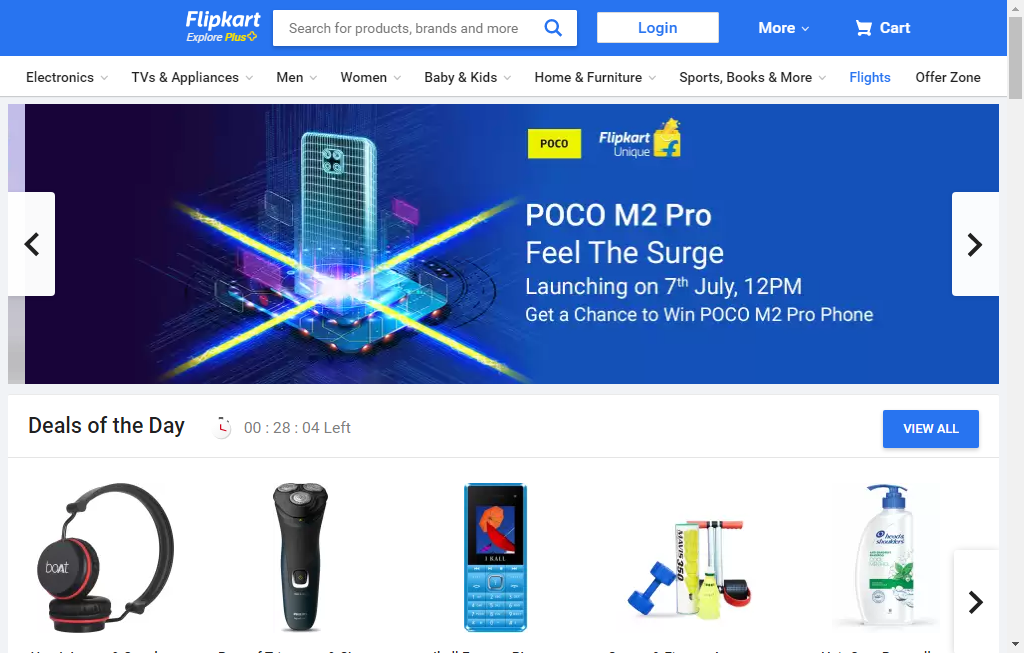 Flipkart
Explore Plus
Search for products, brands and more
Login
More
Cart
Electronics
TVs & Appliances
Men
Women
Baby & Kids
Home & Furniture
Sports, Books & More
Flights
Offer Zone
POCO
Flipkart
Unique
POCO M2 Pro
Feel The Surge
Launching on 7th July, 12PM
Get a Chance to Win POCO M2 Pro Phone
Deals of the Day
00 : 28 : 04 Left
VIEW ALL
boAt
I BALL
MAVIS 350
head & shoulders